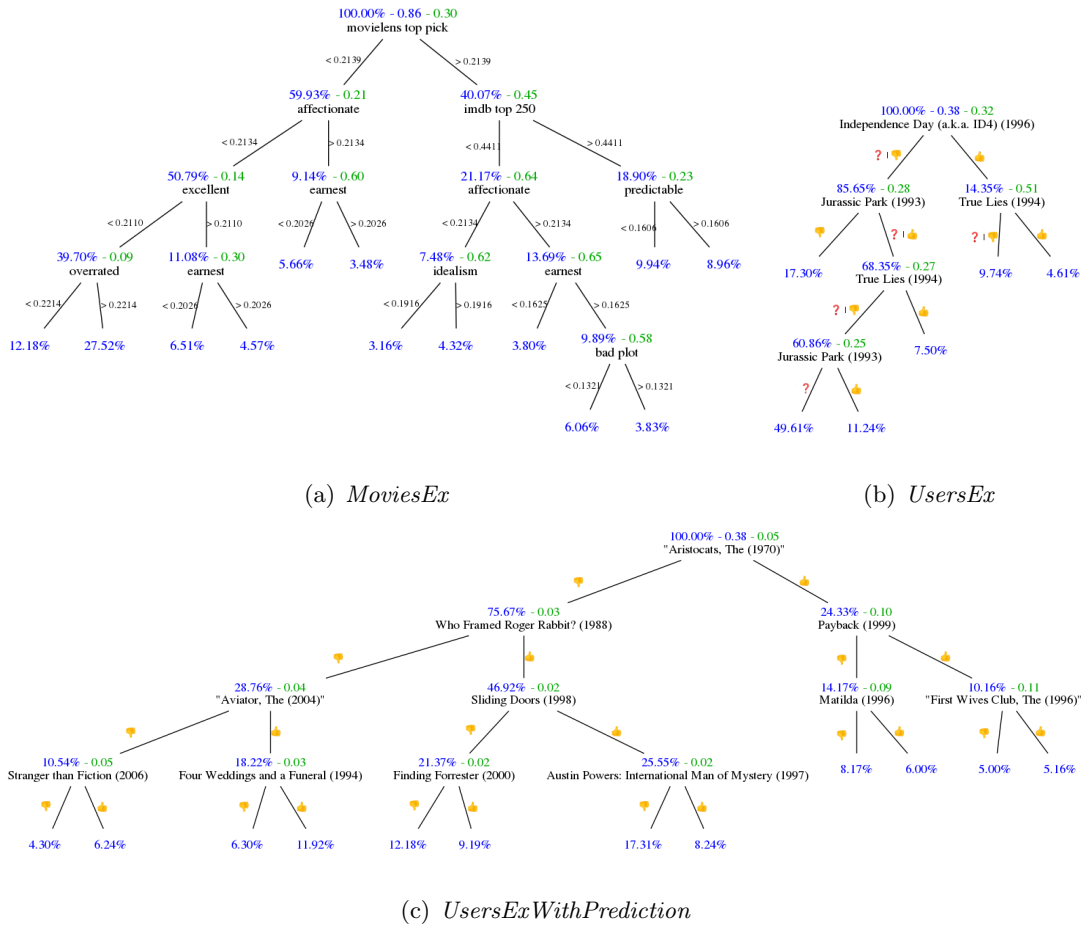 100.00% - 0.86 - 0.30
movielens top pick
< 0.2139
> 0.2139
59.93% - 0.21
affectionate
40.07% - 0.45
imdb top 250
< 0.2134
> 0.2134
< 0.4411
> 0.4411
50.79% - 0.14
excellent
9.14% - 0.60
earnest
21.17% - 0.64
affectionate
18.90% - 0.23
predictable
< 0.2110
> 0.2110
< 0.2026
> 0.2026
< 0.2134
> 0.2134
< 0.1606
> 0.1606
39.70% - 0.09
overrated
11.08% - 0.30
earnest
5.66%
3.48%
7.48% - 0.62
idealism
13.69% - 0.65
earnest
9.94%
8.96%
< 0.2214
> 0.2214
< 0.2026
> 0.2026
< 0.1916
> 0.1916
< 0.1625
> 0.1625
12.18%
27.52%
6.51%
4.57%
3.16%
4.32%
3.80%
9.89% - 0.58
bad plot
< 0.1321
> 0.1321
6.06%
3.83%
(a) MoviesEx
100.00% - 0.38 - 0.32
Independence Day (a.k.a. ID4) (1996)
? |
85.65% - 0.28
Jurassic Park (1993)
14.35% - 0.51
True Lies (1994)
? |
? |
17.30%
68.35% - 0.27
True Lies (1994)
9.74%
4.61%
? |
60.86% - 0.25
Jurassic Park (1993)
7.50%
?
49.61%
11.24%
(b) UsersEx
100.00% - 0.38 - 0.05
"Aristocats, The (1970)"
75.67% - 0.03
Who Framed Roger Rabbit? (1988)
24.33% - 0.10
Payback (1999)
28.76% - 0.04
"Aviator, The (2004)"
46.92% - 0.02
Sliding Doors (1998)
14.17% - 0.09
Matilda (1996)
10.16% - 0.11
"First Wives Club, The (1996)"
10.54% - 0.05
Stranger than Fiction (2006)
18.22% - 0.03
Four Weddings and a Funeral (1994)
21.37% - 0.02
Finding Forrester (2000)
25.55% - 0.02
Austin Powers: International Man of Mystery (1997)
8.17%
6.00%
5.00%
5.16%
4.30%
6.24%
6.30%
11.92%
12.18%
9.19%
17.31%
8.24%
(c) UsersExWithPrediction